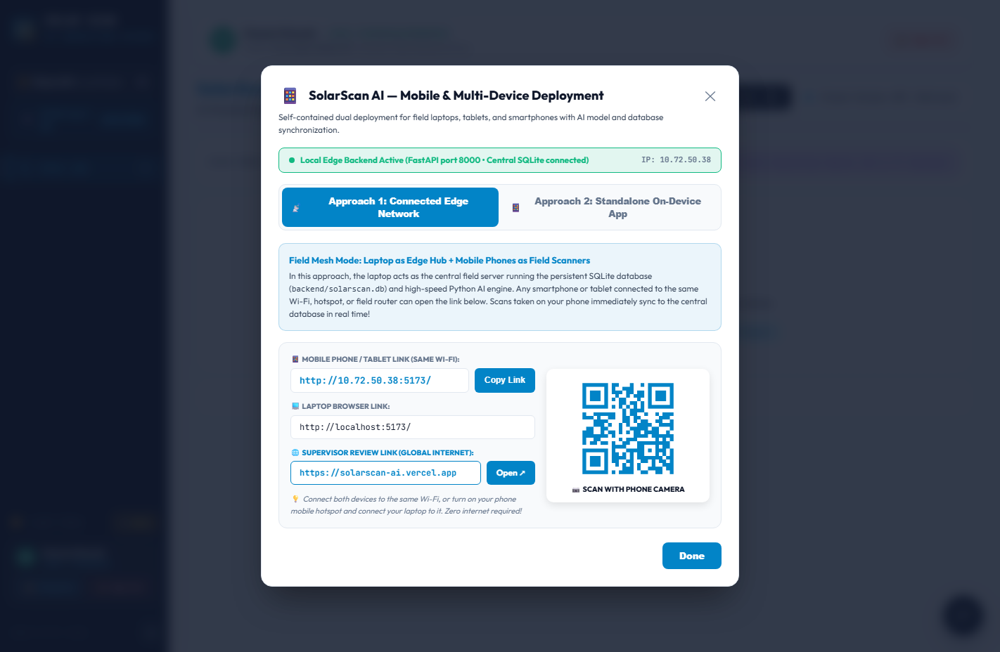 SolarScan AI — Mobile & Multi-Device Deployment
Self-contained dual deployment for field laptops, tablets, and smartphones with AI model and database
synchronization.
Local Edge Backend Active (FastAPI port 8000 • Central SQLite connected)
IP: 10.72.50.38
Approach 1: Connected Edge
Network
Approach 2: Standalone On-Device
App
Field Mesh Mode: Laptop as Edge Hub + Mobile Phones as Field Scanners
In this approach, the laptop acts as the central field server running the persistent SQLite database
(backend/solarscan.db) and high-speed Python AI engine. Any smartphone or tablet connected to the same
Wi-Fi, hotspot, or field router can open the link below. Scans taken on your phone immediately sync to the central
database in real time!
MOBILE PHONE / TABLET LINK (SAME WI-FI):
http://10.72.50.38:5173/
Copy Link
LAPTOP BROWSER LINK:
http://localhost:5173/
SUPERVISOR REVIEW LINK (GLOBAL INTERNET):
https://solarscan-ai.vercel.app
Open ↗
Connect both devices to the same Wi-Fi, or turn on your phone
mobile hotspot and connect your laptop to it. Zero internet required!
SCAN WITH PHONE CAMERA
Done